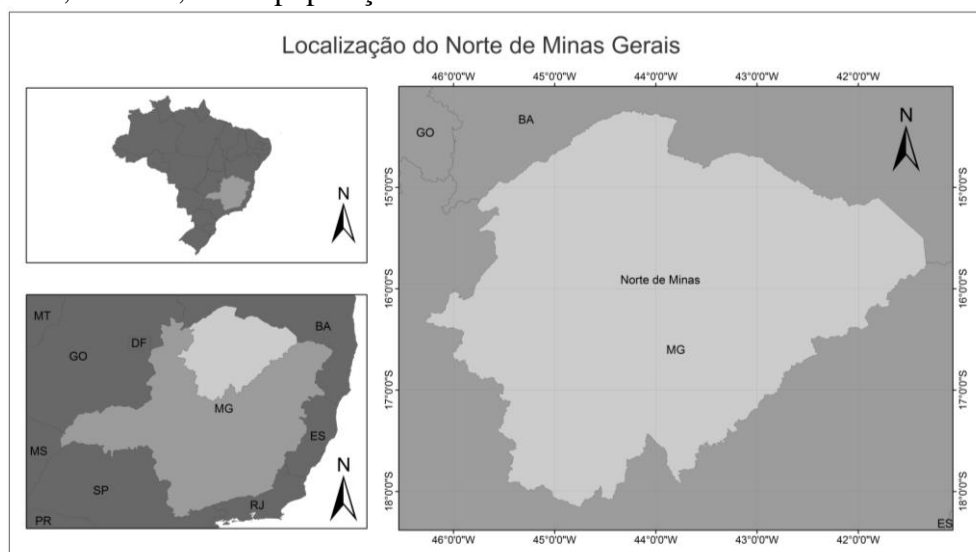 Localização do Norte de Minas Gerais
N
MT
GO
DF
BA
MG
MS
ES
SP
RJ
PR
N
46°0'0"W 45°0'0"W 44°0'0"W 43°0'0"W 42°0'0"W
GO
BA
N
15°0'0"S 15°0'0"S
Norte de Minas
16°0'0"S 16°0'0"S
MG
17°0'0"S 17°0'0"S
18°0'0"S 18°0'0"S
ES
46°0'0"W 45°0'0"W 44°0'0"W 43°0'0"W 42°0'0"W